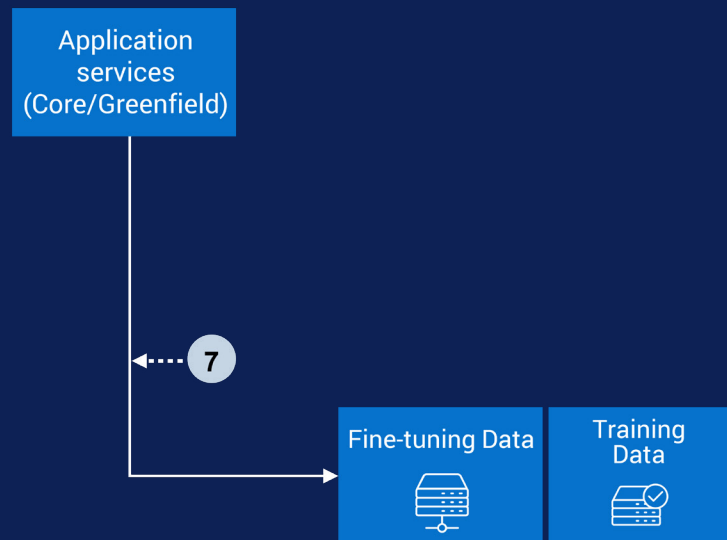 Application
services
(Core/Greenfield)
7
Fine-tuning Data
Training
Data